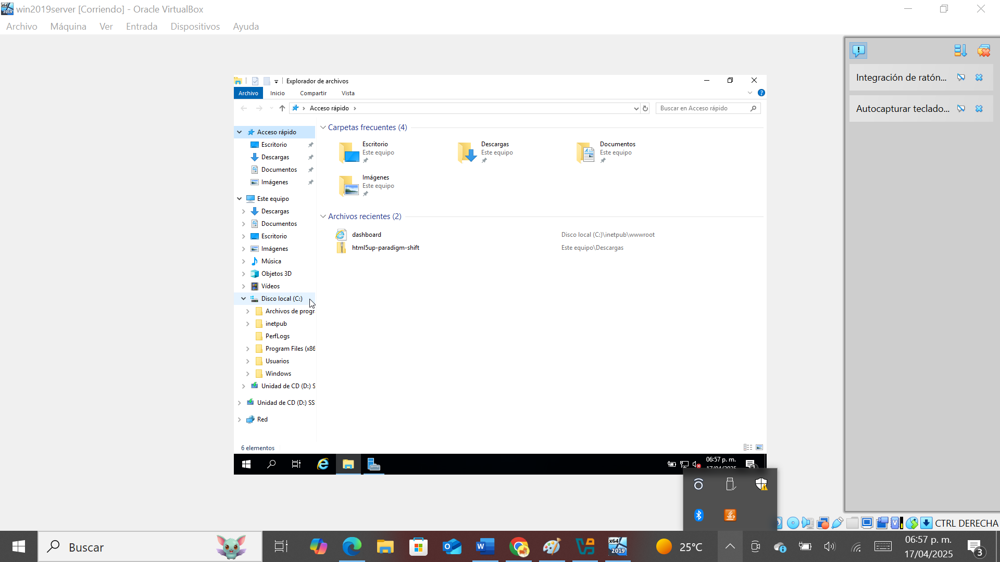 win2019server [Corriendo] - Oracle VirtualBox
Archivo Máquina Ver Entrada Dispositivos Ayuda
Integración de ratón...
Autocapturar teclado...
Explorador de archivos
Archivo Inicio Compartir Vista
Acceso rápido
Buscar en Acceso rápido
Acceso rápido
Escritorio
Descargas
Documentos
Imágenes
Este equipo
Descargas
Documentos
Escritorio
Imágenes
Música
Objetos 3D
Vídeos
Disco local (C:)
Archivos de progr
inetpub
PerfLogs
Program Files (x86
Usuarios
Windows
Unidad de CD (D:) S
Unidad de CD (D:) SS
Red
Carpetas frecuentes (4)
Escritorio
Este equipo
Descargas
Este equipo
Documentos
Este equipo
Imágenes
Este equipo
Archivos recientes (2)
dashboard Disco local (C:)\inetpub\wwwroot
html5up-paradigm-shift Este equipo\Descargas
6 elementos
06:57 p. m.
17/04/2025
CTRL DERECHA
Buscar
x64
2019
25°C
06:57 p. m.
17/04/2025
3